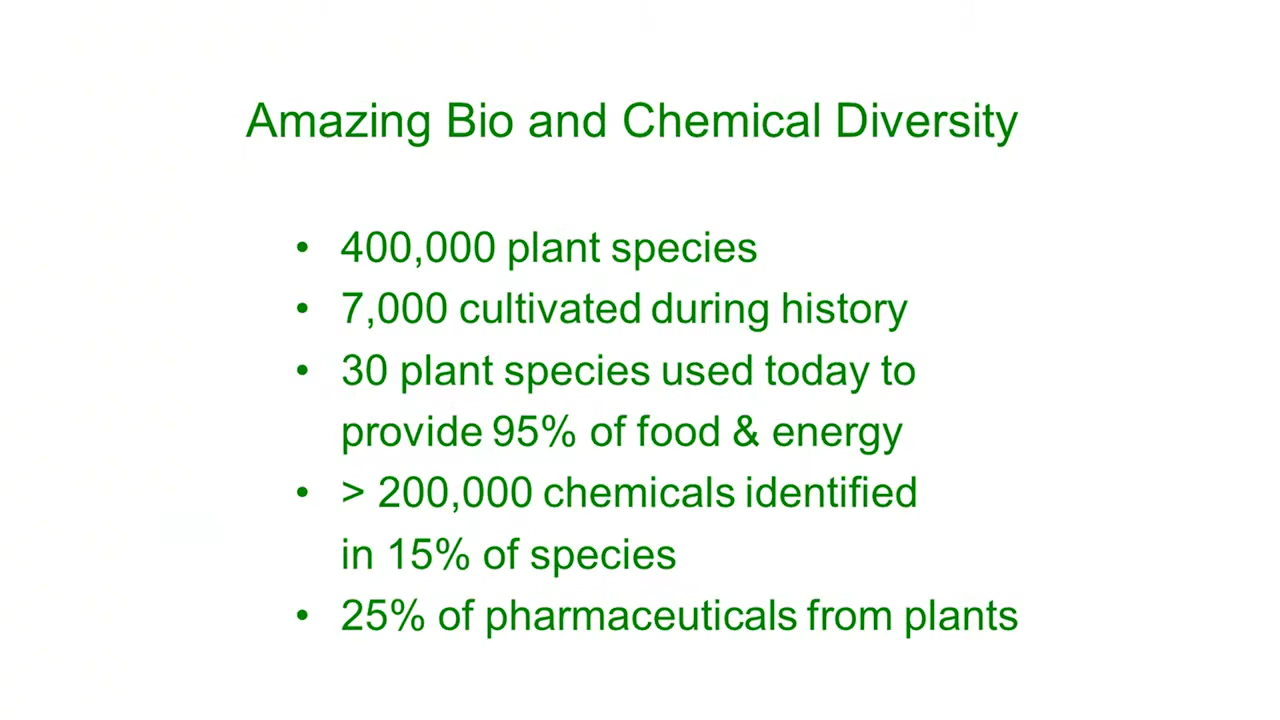 Amazing Bio and Chemical Diversity
• 400,000 plant species
• 7,000 cultivated during history
• 30 plant species used today to
provide 95% of food & energy
• > 200,000 chemicals identified
in 15% of species
• 25% of pharmaceuticals from plants